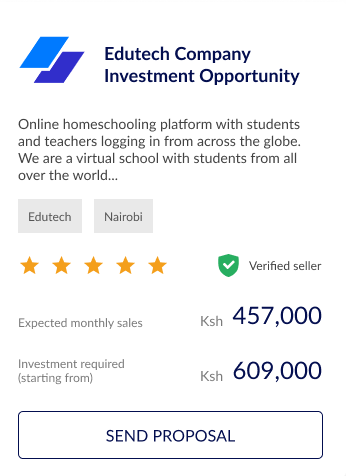 Edutech Company
Investment Opportunity
Online homeschooling platform with students
and teachers logging in from across the globe.
We are a virtual school with students from all
over the world...
Edutech
Nairobi
Verified seller
Expected monthly sales
Ksh 457,000
Investment required
(starting from)
Ksh 609,000
SEND PROPOSAL